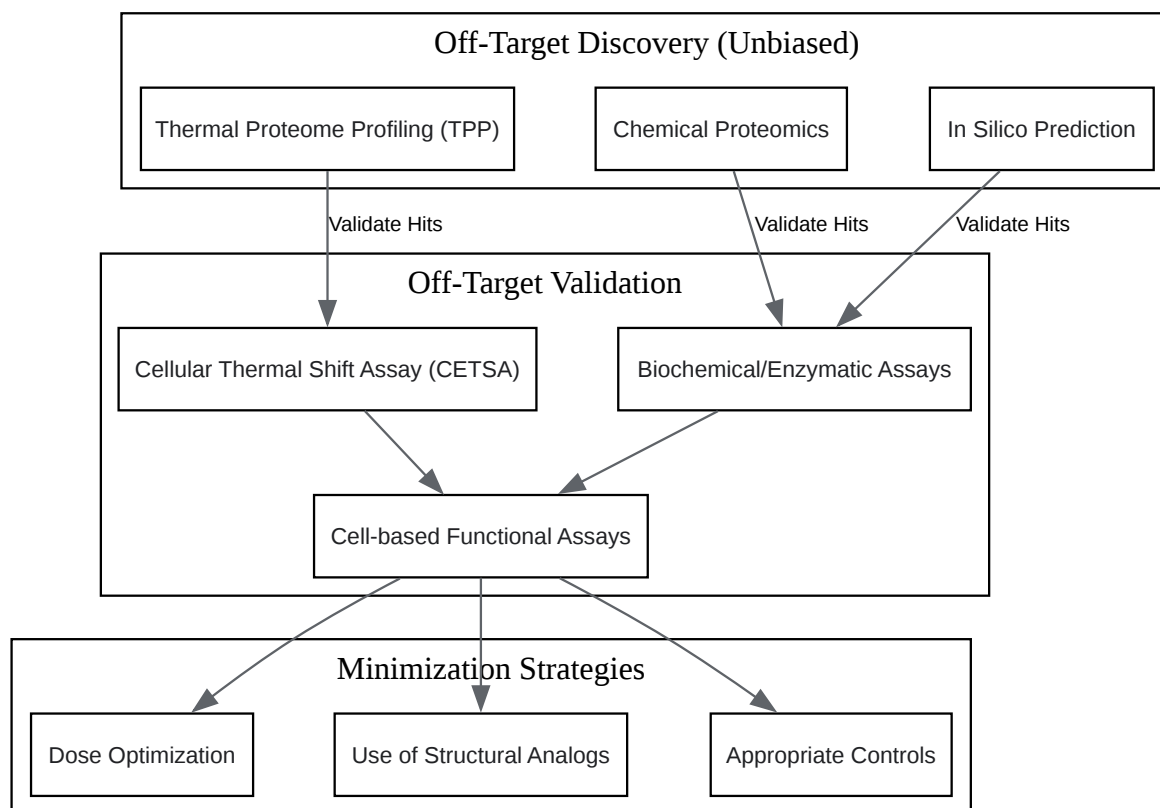 Off-Target Discovery (Unbiased)
Thermal Proteome Profiling (TPP)
Chemical Proteomics
In Silico Prediction
Validate Hits
Validate Hits
Validate Hits
Off-Target Validation
Cellular Thermal Shift Assay (CETSA)
Biochemical/Enzymatic Assays
Cell-based Functional Assays
Minimization Strategies
Dose Optimization
Use of Structural Analogs
Appropriate Controls